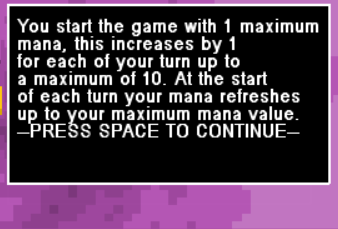 You start the game with 1 maximum
mana, this increases by 1
for each of your turn up to
a maximum of 10. At the start
of each turn your mana refreshes
up to your maximum mana value.
—PRESS SPACE TO CONTINUE—